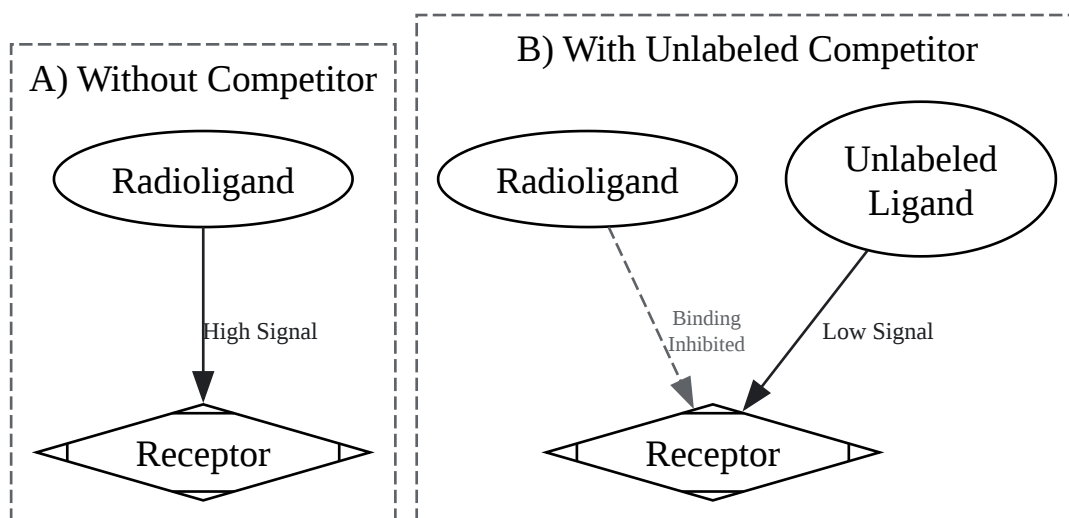 A) Without Competitor
Radioligand
High Signal
Receptor
B) With Unlabeled Competitor
Radioligand
Unlabeled
Ligand
Binding
Inhibited
Low Signal
Receptor